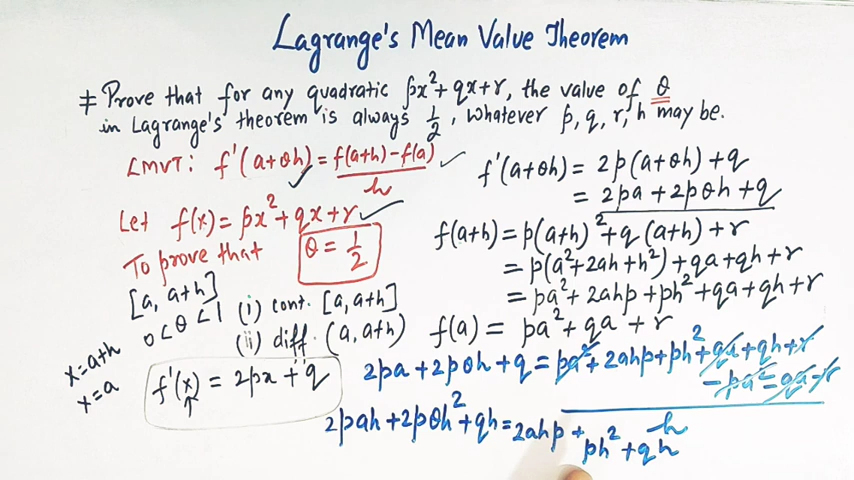 Lagrange's Mean Value Theorem
# Prove that for any quadratic px²+qx+r, the value of θ
in Lagrange's theorem is always 1/2, whatever p, q, r, h may be.
LMVT: f'(a+θh) = f(a+h) - f(a) / h ✓
Let f(x) = px²+qx+r ✓
To prove that θ = 1/2
[a, a+h]
0<θ<1
(i) cont. [a, a+h]
(ii) diff. (a, a+h)
x=a+h
x=a
f'(x) = 2px + q
↑
f'(a+θh) = 2p(a+θh)+q
= 2pa+2pθh+q
f(a+h) = p(a+h)²+q(a+h)+r
= p(a²+2ah+h²)+qa+qh+r
= pa²+2ahp+ph²+qa+qh+r
f(a) = pa²+qa+r
2pa+2pθh+q = pa²+2ahp+ph²+qa+qh+r
-pa²-qa-r
h
2pah+2pθh²+qh = 2ahp+
ph²+qh